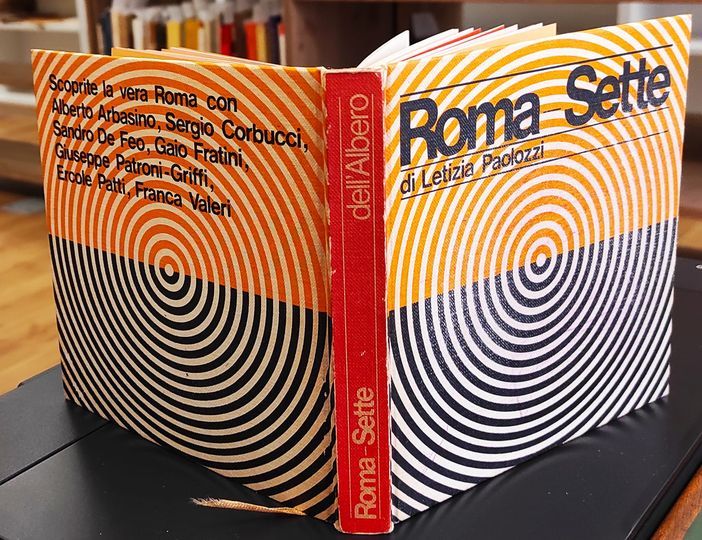 Scoprite la vera Roma con
Alberto Arbasino, Sergio Corbucci,
Sandro De Feo, Gaio Fratini,
Giuseppe Patroni-Griffi,
Ercole Patti, Franca Valeri
dell'Albero
Roma-Sette
Roma-Sette
di Letizia Paolozzi